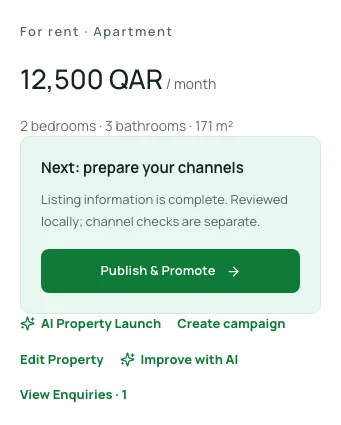 For rent · Apartment
12,500 QAR / month
2 bedrooms · 3 bathrooms · 171 m²
Next: prepare your channels
Listing information is complete. Reviewed
locally; channel checks are separate.
Publish & Promote →
AI Property Launch Create campaign
Edit Property Improve with AI
View Enquiries · 1